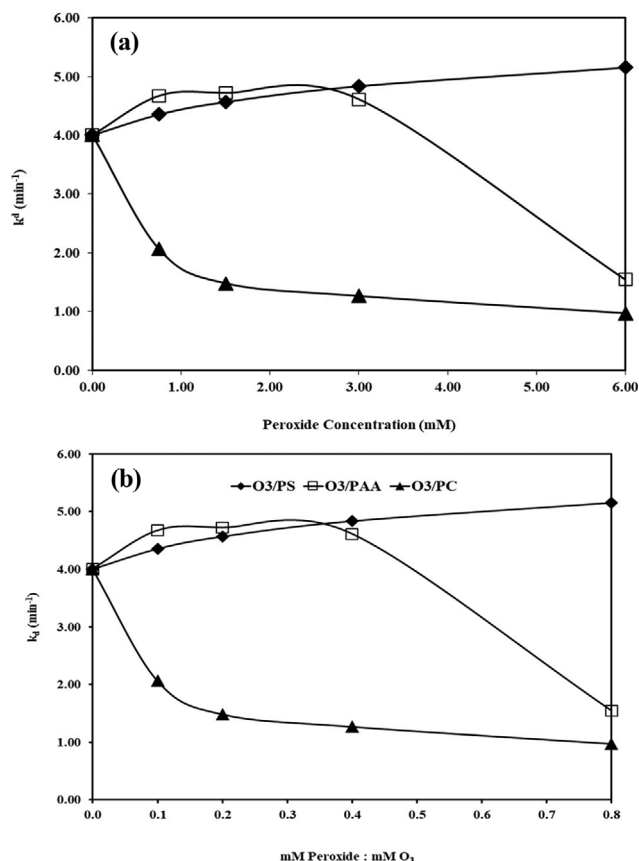 (a)
6.00
5.00
4.00
3.00
2.00
1.00
0.00
k^d (min⁻¹)
0.00 1.00 2.00 3.00 4.00 5.00 6.00
Peroxide Concentration (mM)
(b)
O3/PS O3/PAA O3/PC
6.00
5.00
4.00
3.00
2.00
1.00
0.00
k_d (min⁻¹)
0.0 0.1 0.2 0.3 0.4 0.5 0.6 0.7 0.8
mM Peroxide : mM O₃